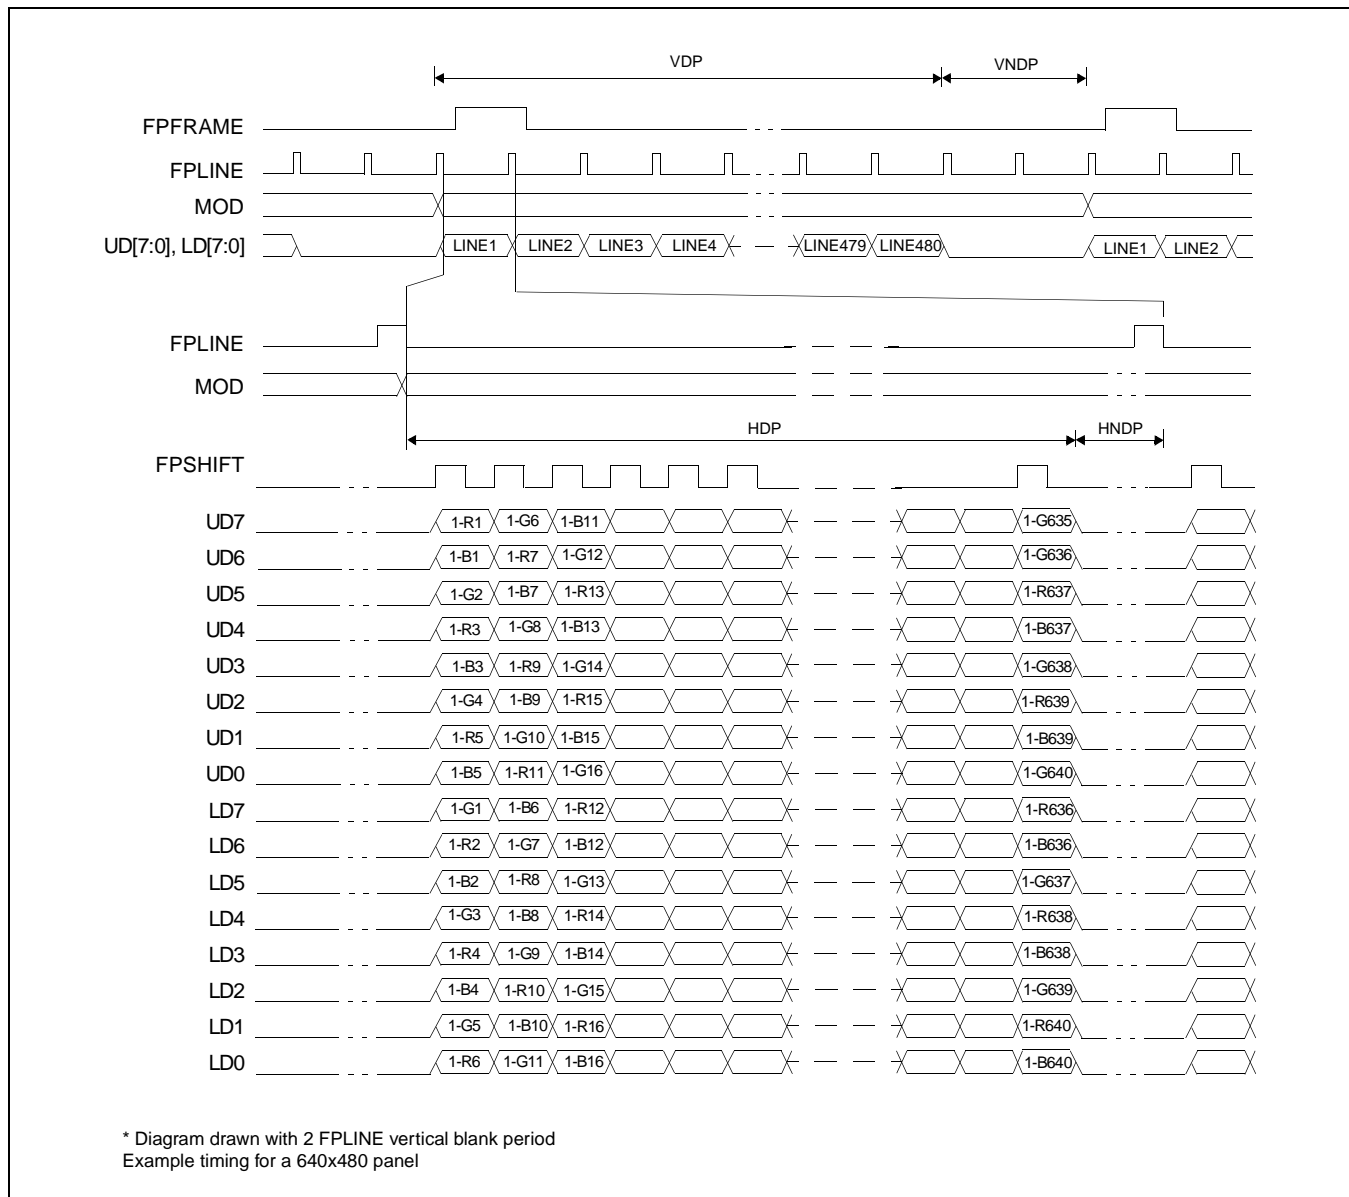 VDP VNDP
FPFRAME
FPLINE
MOD
UD[7:0], LD[7:0] LINE1 LINE2 LINE3 LINE4 LINE479 LINE480 LINE1 LINE2
FPLINE
MOD
HDP HNDP
FPSHIFT
UD7 1-R1 1-G6 1-B11 1-G635
UD6 1-B1 1-R7 1-G12 1-G636
UD5 1-G2 1-B7 1-R13 1-R637
UD4 1-R3 1-G8 1-B13 1-B637
UD3 1-B3 1-R9 1-G14 1-G638
UD2 1-G4 1-B9 1-R15 1-R639
UD1 1-R5 1-G10 1-B15 1-B639
UD0 1-B5 1-R11 1-G16 1-G640
LD7 1-G1 1-B6 1-R12 1-R636
LD6 1-R2 1-G7 1-B12 1-B636
LD5 1-B2 1-R8 1-G13 1-G637
LD4 1-G3 1-B8 1-R14 1-R638
LD3 1-R4 1-G9 1-B14 1-B638
LD2 1-B4 1-R10 1-G15 1-G639
LD1 1-G5 1-B10 1-R16 1-R640
LD0 1-R6 1-G11 1-B16 1-B640
* Diagram drawn with 2 FPLINE vertical blank period
Example timing for a 640x480 panel